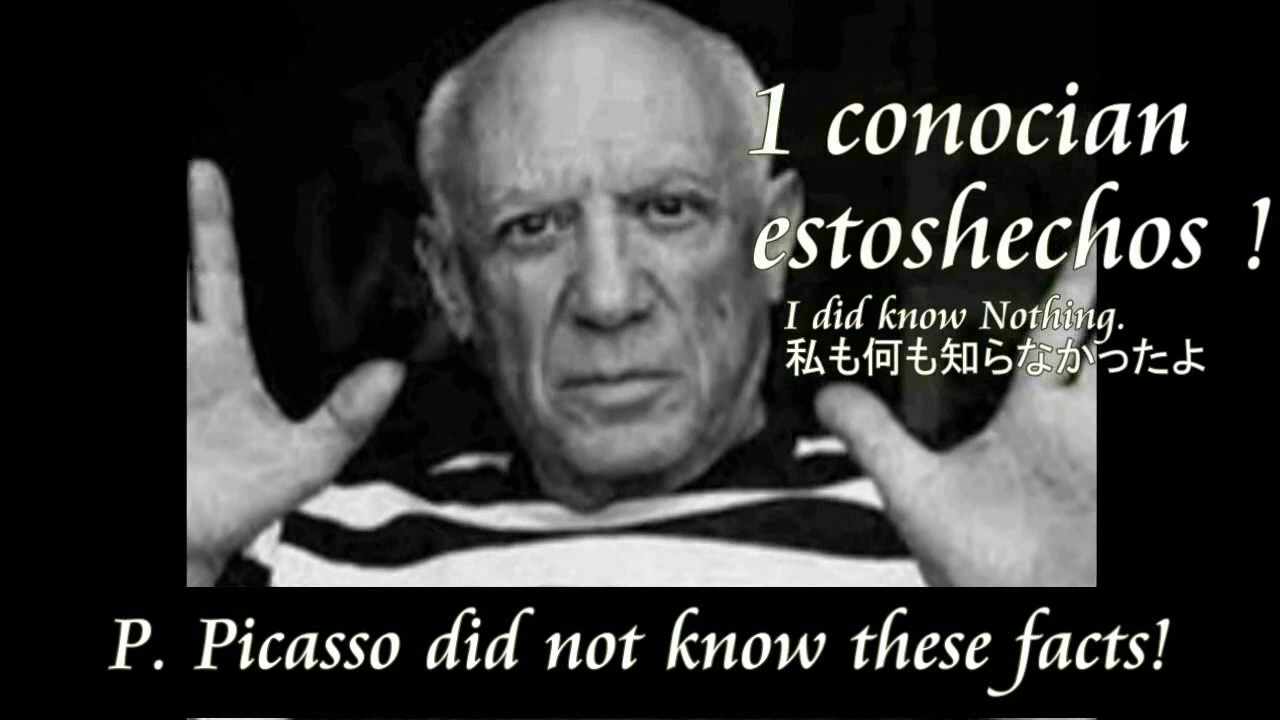 1 conocian
estoshechos !
I did know Nothing.
私も何も知らなかったよ
P. Picasso did not know these facts!